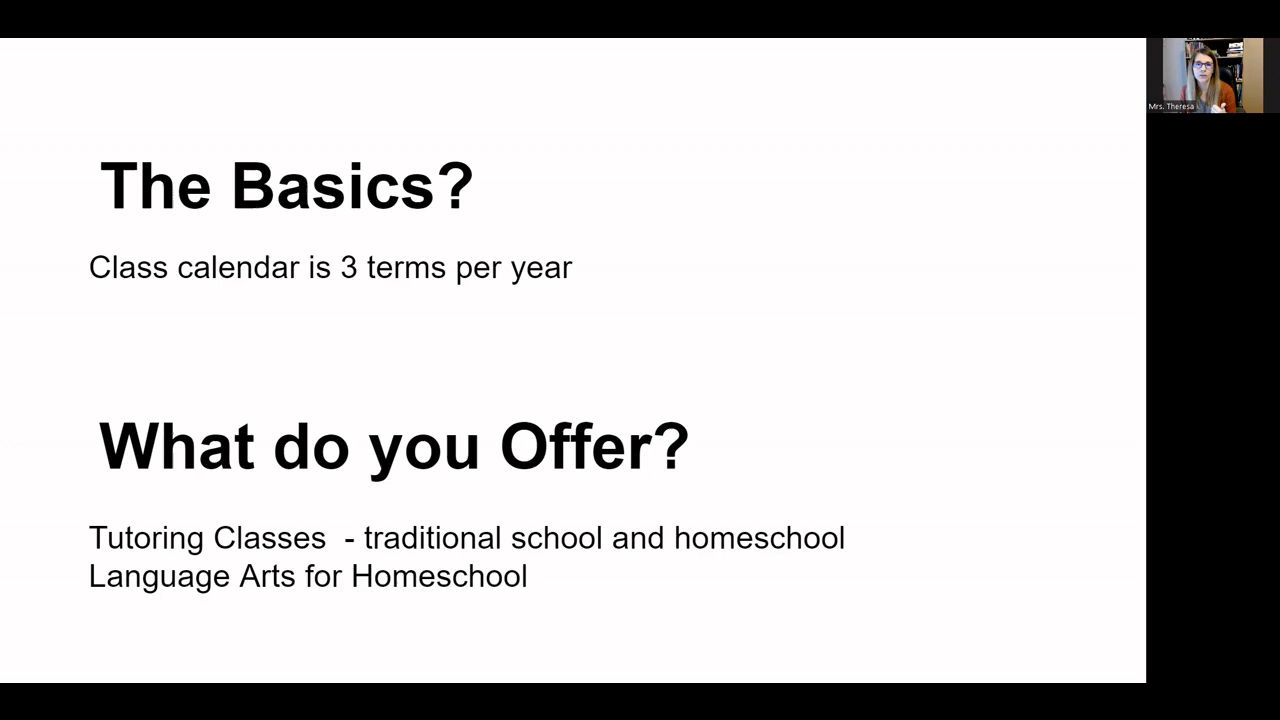 The Basics?
Class calendar is 3 terms per year
What do you Offer?
Tutoring Classes  - traditional school and homeschool
Language Arts for Homeschool
Mrs. Theresa